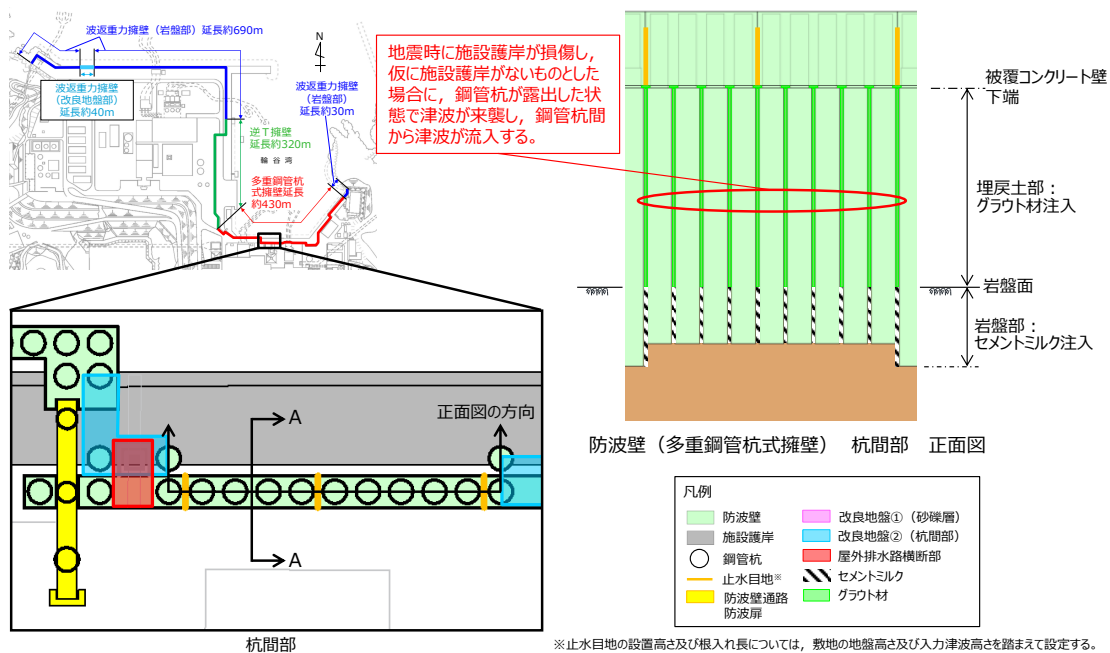 波返重力擁壁（岩盤部）延長約690m
N
波返重力擁壁
（改良地盤部）
延長約40m
波返重力擁壁
（岩盤部）
延長約30m
逆Ｔ擁壁
延長約320m
輪谷湾
多重鋼管杭
式擁壁延長
約430m
地震時に施設護岸が損傷し，
仮に施設護岸がないものとした
場合に，鋼管杭が露出した状
態で津波が来襲し，鋼管杭間
から津波が流入する。
被覆コンクリート壁
下端
埋戻土部：
グラウト材注入
岩盤面
岩盤部：
セメントミルク注入
防波壁（多重鋼管杭式擁壁）　杭間部　正面図
正面図の方向
A
A
杭間部
凡例
防波壁
施設護岸
鋼管杭
止水目地※
防波壁通路
防波扉
改良地盤①（砂礫層）
改良地盤②（杭間部）
屋外排水路横断部
セメントミルク
グラウト材
※止水目地の設置高さ及び根入れ長については，敷地の地盤高さ及び入力津波高さを踏まえて設定する。